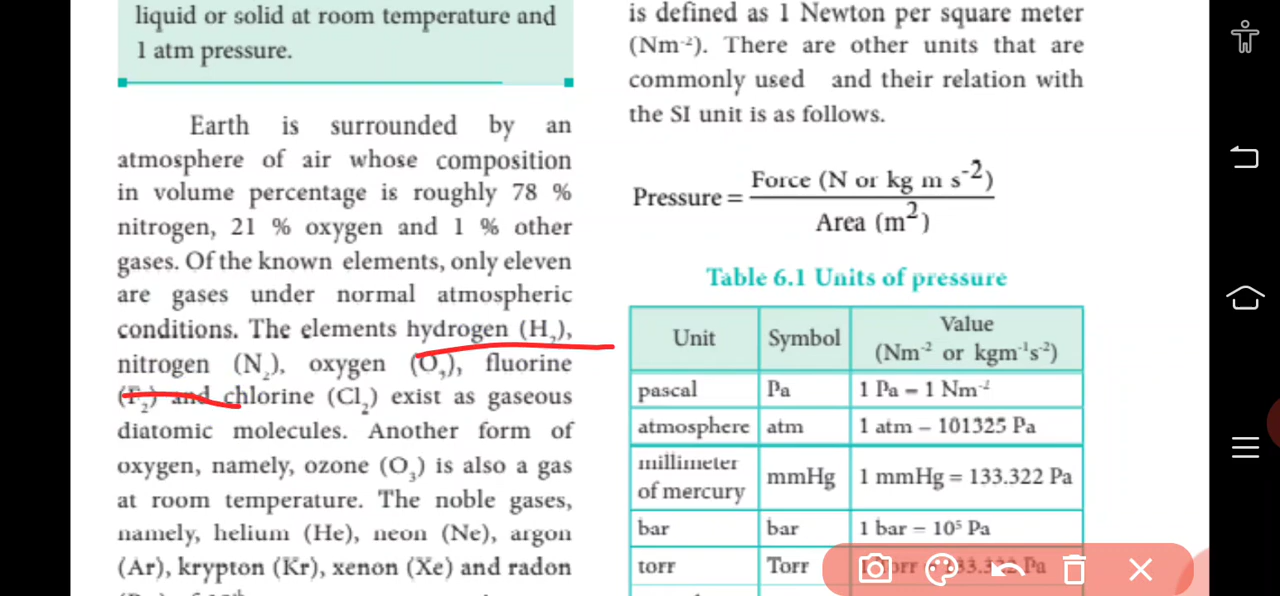 liquid or solid at room temperature and
1 atm pressure.
Earth is surrounded by an
atmosphere of air whose composition
in volume percentage is roughly 78 %
nitrogen, 21 % oxygen and 1 % other
gases. Of the known elements, only eleven
are gases under normal atmospheric
conditions. The elements hydrogen (H₂),
nitrogen (N₂), oxygen (O₂), fluorine
(F₂) and chlorine (Cl₂) exist as gaseous
diatomic molecules. Another form of
oxygen, namely, ozone (O₃) is also a gas
at room temperature. The noble gases,
namely, helium (He), neon (Ne), argon
(Ar), krypton (Kr), xenon (Xe) and radon
is defined as 1 Newton per square meter
(Nm⁻²). There are other units that are
commonly used and their relation with
the SI unit is as follows.
Pressure = Force (N or kg m s⁻²)
Area (m²)
Table 6.1 Units of pressure
Unit Symbol Value
(Nm⁻² or kgm⁻¹s⁻²)
pascal Pa 1 Pa = 1 Nm⁻²
atmosphere atm 1 atm = 101325 Pa
millimeter
of mercury mmHg 1 mmHg = 133.322 Pa
bar bar 1 bar = 10⁵ Pa
torr Torr 1 Torr = 133.322 Pa